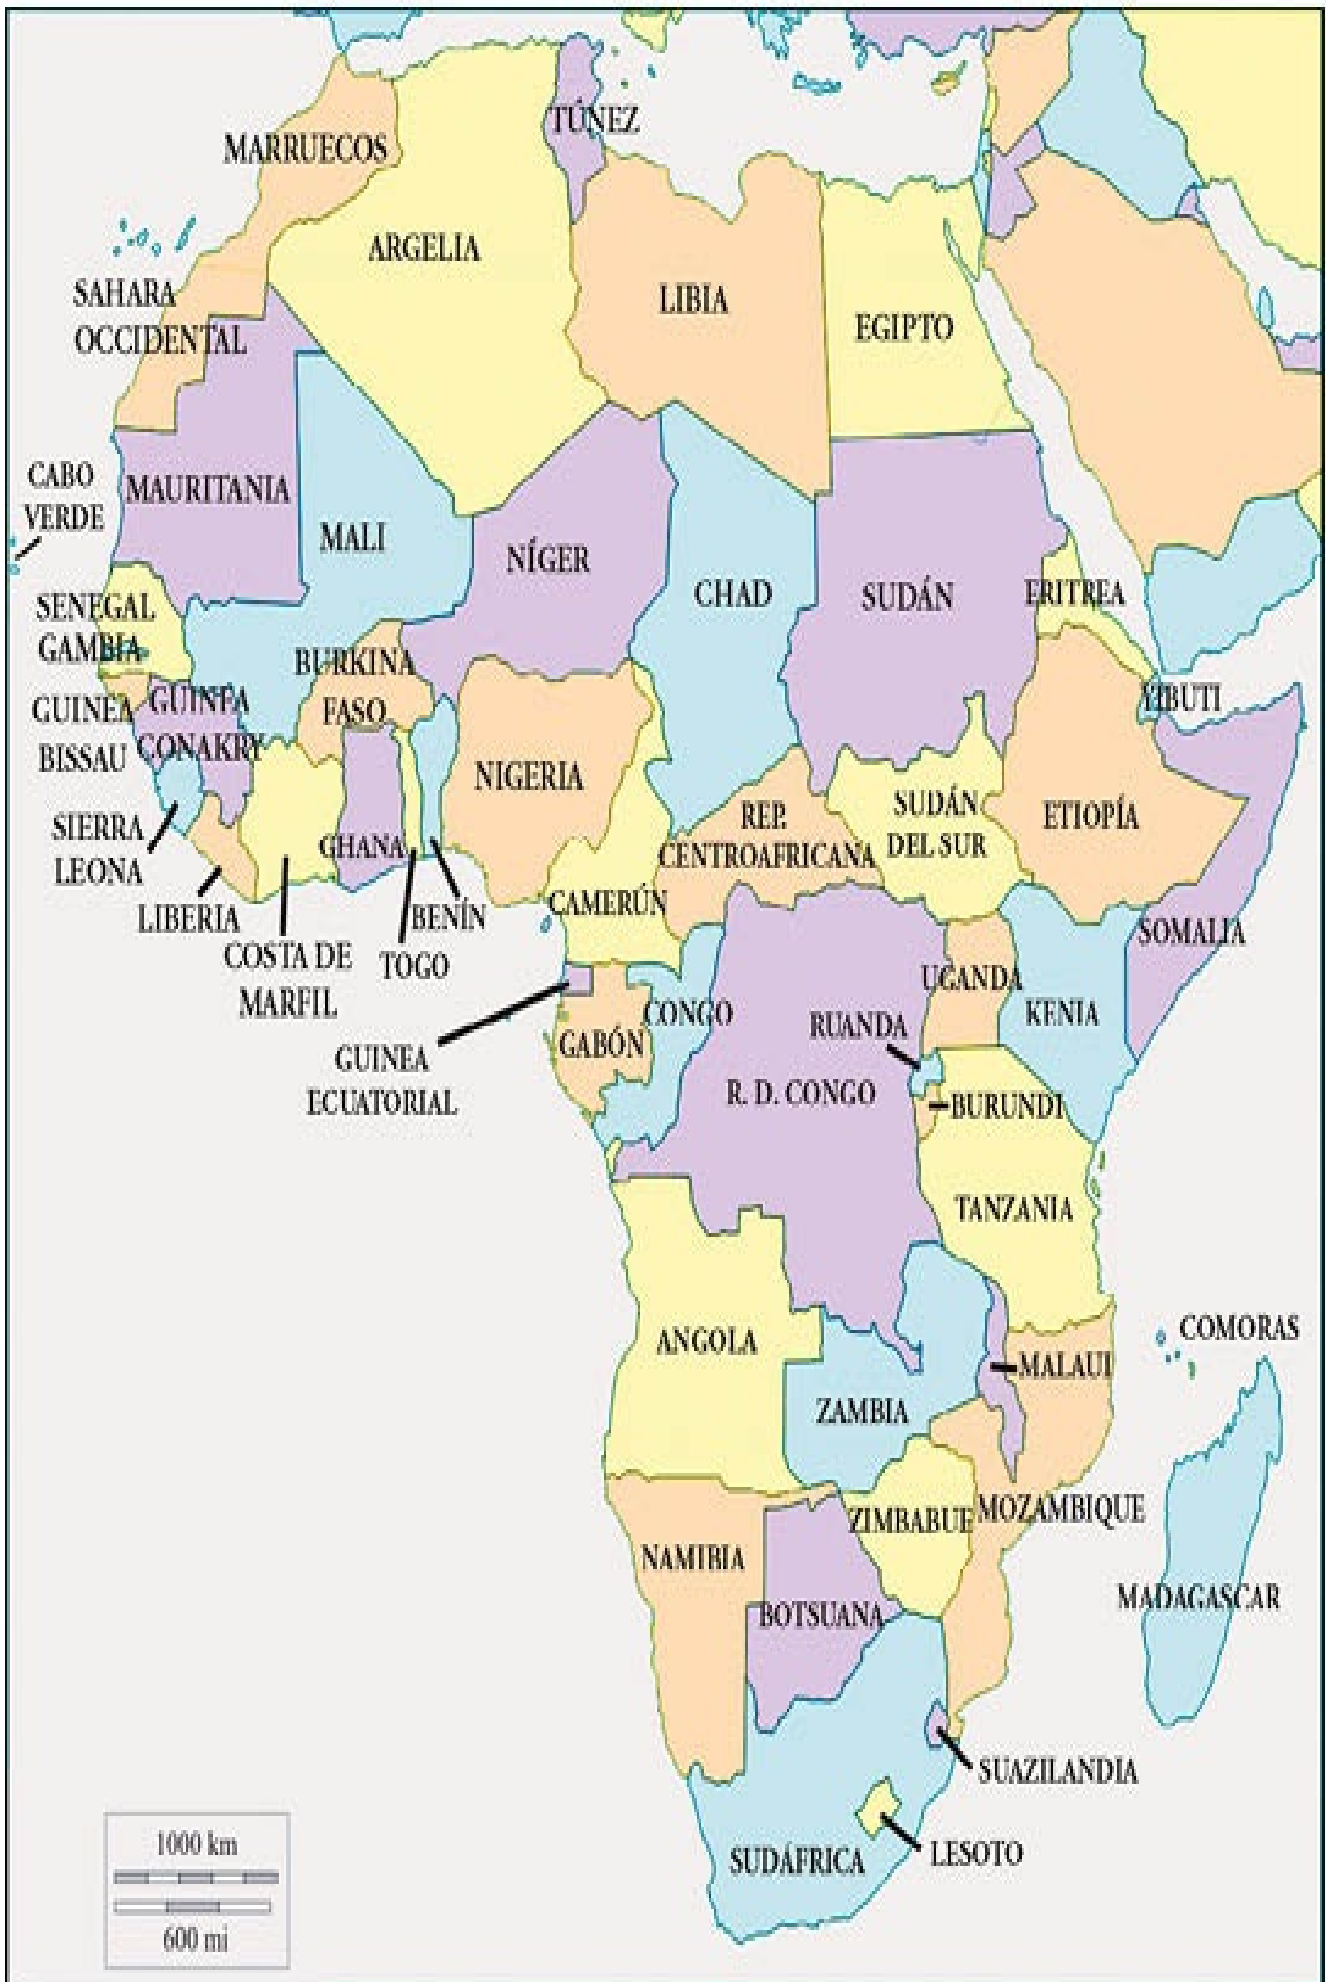 TÚNEZ
MARRUECOS
ARGELIA
LIBIA
EGIPTO
SAHARA
OCCIDENTAL
CABO
VERDE
MAURITANIA
MALI
NÍGER
CHAD
SUDÁN
ERITREA
SENEGAL
GAMBIA
BURKINA
FASO
YIBUTI
GUINEA
BISSAU
GUINEA
CONAKRY
NIGERIA
SUDÁN
DEL SUR
ETIOPÍA
REP.
CENTROAFRICANA
SIERRA
LEONA
GHANA
LIBERIA
BENÍN
CAMERÚN
SOMALIA
COSTA DE
MARFIL
TOGO
UGANDA
KENIA
CONGO
RUANDA
GABÓN
GUINEA
ECUATORIAL
R. D. CONGO
BURUNDI
TANZANIA
COMORAS
ANGOLA
MALAUI
ZAMBIA
MOZAMBIQUE
ZIMBABUE
NAMIBIA
MADAGASCAR
BOTSUANA
SUAZILANDIA
LESOTO
SUDÁFRICA
1000 km
600 mi